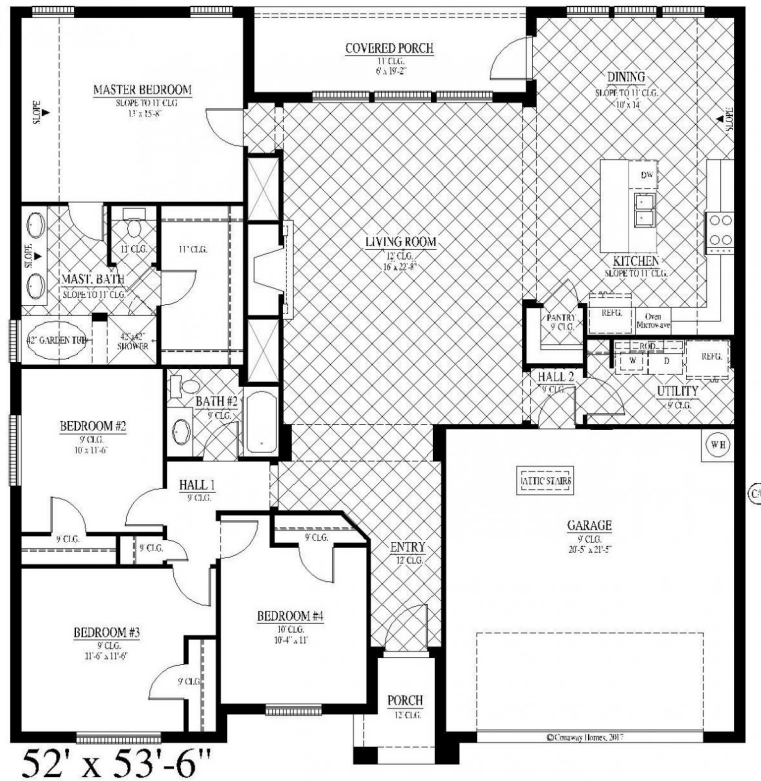 COVERED PORCH
11' CLG.
6' x 19'-2"
MASTER BEDROOM
SLOPE TO 11' CLG
13' x 15'-8"
SLOPE
DINING
SLOPE TO 11' CLG.
10' x 14'
SLOPE
DW
LIVING ROOM
12' CLG.
16' x 22'-8"
KITCHEN
SLOPE TO 11' CLG.
SLOPE
11' CLG.
11' CLG.
MAST. BATH
SLOPE TO 11' CLG.
42" GARDEN TUB
42"x42"
SHOWER
PANTRY
9' CLG.
REFG.
Oven
Microwave
ROD
W
D
REFG.
HALL 2
9' CLG.
UTILITY
9' CLG.
BATH #2
9' CLG.
BEDROOM #2
9' CLG.
10' x 11'-6"
WH
HALL 1
9' CLG.
ATTIC STAIRS
9' CLG.
9' CLG.
9' CLG.
ENTRY
12' CLG.
GARAGE
9' CLG.
20'-5" x 21'-5"
BEDROOM #3
9' CLG.
11'-6" x 11'-6"
BEDROOM #4
10' CLG.
10'-4" x 11'
9' CLG.
PORCH
12' CLG.
©Conaway Homes, 2017
52' x 53'-6"